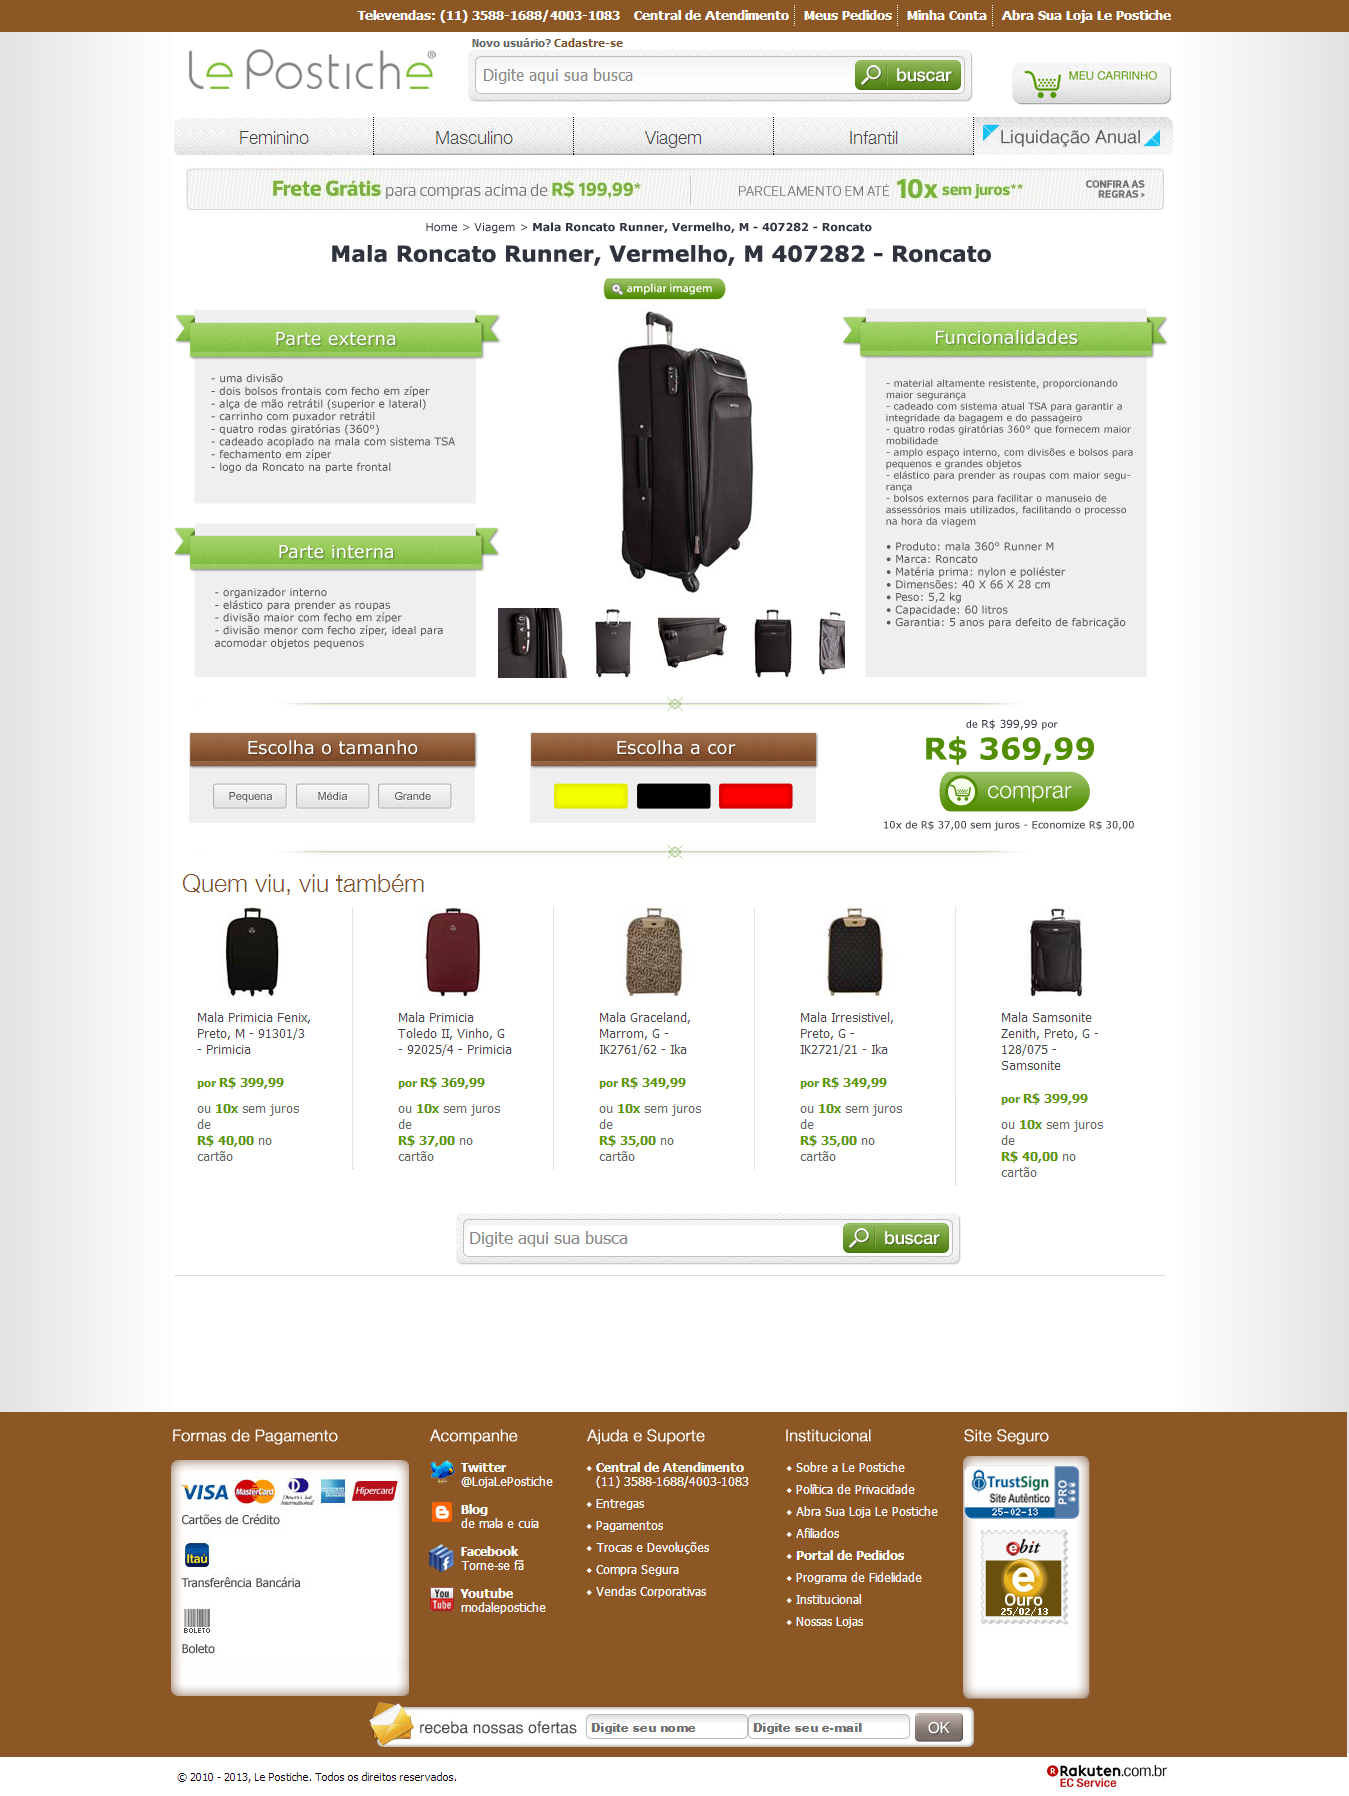 Televendas: (11) 3588-1688/4003-1083 Central de Atendimento Meus Pedidos Minha Conta Abra Sua Loja Le Postiche
Novo usuário? Cadastre-se
Le Postiche®
Digite aqui sua busca
buscar
MEU CARRINHO
Feminino Masculino Viagem Infantil Liquidação Anual
Frete Grátis para compras acima de R$ 199,99* PARCELAMENTO EM ATÉ 10x sem juros** CONFIRA AS
REGRAS >
Home > Viagem > Mala Roncato Runner, Vermelho, M - 407282 - Roncato
Mala Roncato Runner, Vermelho, M 407282 - Roncato
ampliar imagem
Parte externa
- uma divisão
- dois bolsos frontais com fecho em zíper
- alça de mão retrátil (superior e lateral)
- carrinho com puxador retrátil
- quatro rodas giratórias (360°)
- cadeado acoplado na mala com sistema TSA
- fechamento em zíper
- logo da Roncato na parte frontal
Parte interna
- organizador interno
- elástico para prender as roupas
- divisão maior com fecho em zíper
- divisão menor com fecho zíper, ideal para
acomodar objetos pequenos
Funcionalidades
- material altamente resistente, proporcionando
maior segurança
- cadeado com sistema atual TSA para garantir a
integridade da bagagem e do passageiro
- quatro rodas giratórias 360° que fornecem maior
mobilidade
- amplo espaço interno, com divisões e bolsos para
pequenos e grandes objetos
- elástico para prender as roupas com maior segu-
rança
- bolsos externos para facilitar o manuseio de
assessórios mais utilizados, facilitando o processo
na hora da viagem
• Produto: mala 360° Runner M
• Marca: Roncato
• Matéria prima: nylon e poliéster
• Dimensões: 40 X 66 X 28 cm
• Peso: 5,2 kg
• Capacidade: 60 litros
• Garantia: 5 anos para defeito de fabricação
Escolha o tamanho
Pequena Média Grande
Escolha a cor
de R$ 399,99 por
R$ 369,99
comprar
10x de R$ 37,00 sem juros - Economize R$ 30,00
Quem viu, viu também
Mala Primicia Fenix,
Preto, M - 91301/3
- Primicia
por R$ 399,99
ou 10x sem juros
de
R$ 40,00 no
cartão
Mala Primicia
Toledo II, Vinho, G
- 92025/4 - Primicia
por R$ 369,99
ou 10x sem juros
de
R$ 37,00 no
cartão
Mala Graceland,
Marrom, G -
IK2761/62 - Ika
por R$ 349,99
ou 10x sem juros
de
R$ 35,00 no
cartão
Mala Irresistivel,
Preto, G -
IK2721/21 - Ika
por R$ 349,99
ou 10x sem juros
de
R$ 35,00 no
cartão
Mala Samsonite
Zenith, Preto, G -
128/075 -
Samsonite
por R$ 399,99
ou 10x sem juros
de
R$ 40,00 no
cartão
Digite aqui sua busca
buscar
Formas de Pagamento
VISA MasterCard Diners Club International Hipercard
Cartões de Crédito
Itaú
Transferência Bancária
BOLETO
Boleto
Acompanhe
Twitter
@LojaLePostiche
Blog
de mala e cuia
Facebook
Torne-se fã
You
Tube
Youtube
modalepostiche
Ajuda e Suporte
Central de Atendimento
(11) 3588-1688/4003-1083
Entregas
Pagamentos
Trocas e Devoluções
Compra Segura
Vendas Corporativas
Institucional
Sobre a Le Postiche
Política de Privacidade
Abra Sua Loja Le Postiche
Afiliados
Portal de Pedidos
Programa de Fidelidade
Institucional
Nossas Lojas
Site Seguro
TrustSign
Site Autêntico
PRO
25-02-13
ebit
e
Ouro
25/02/13
receba nossas ofertas
Digite seu nome
Digite seu e-mail
OK
© 2010 - 2013, Le Postiche. Todos os direitos reservados.
Rakuten.com.br
EC Service